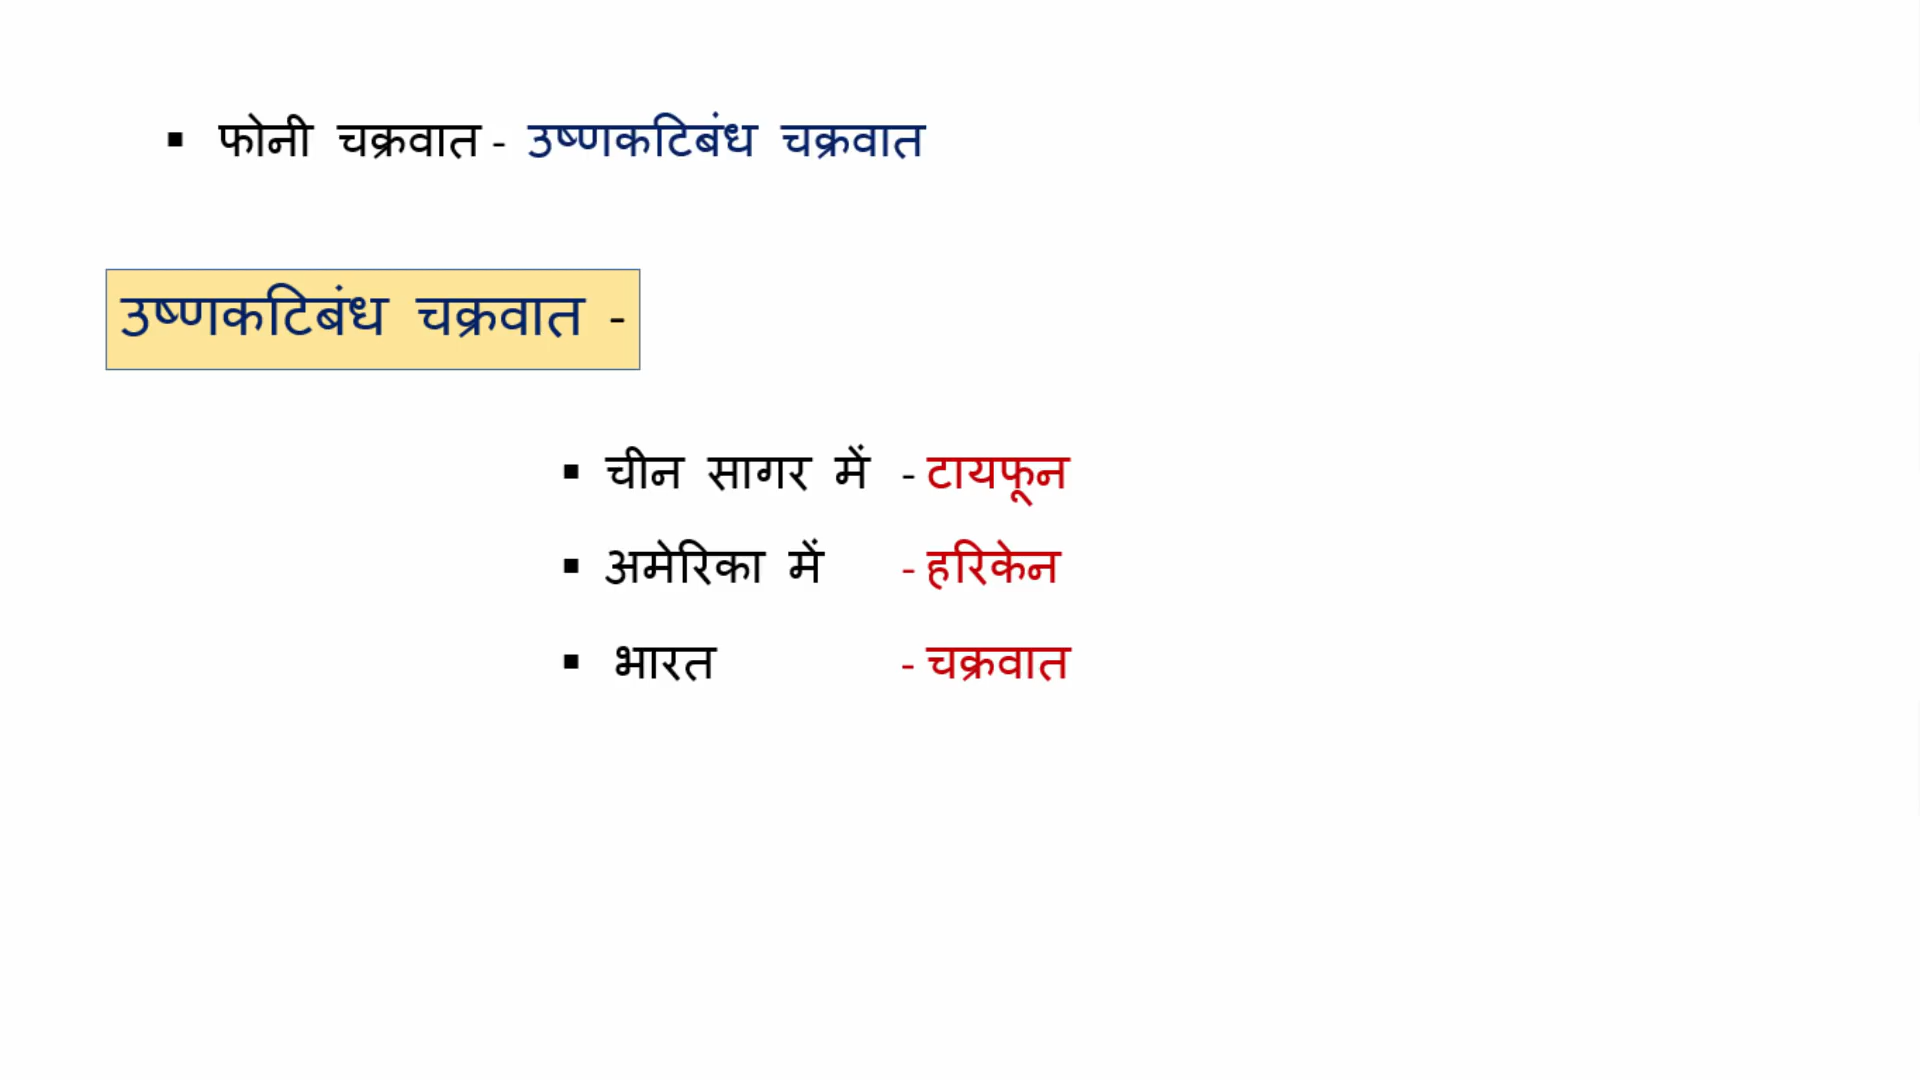 ▪ फोनी चक्रवात - उष्णकटिबंध चक्रवात
उष्णकटिबंध चक्रवात -
▪ चीन सागर में - टायफून
▪ अमेरिका में - हरिकेन
▪ भारत - चक्रवात